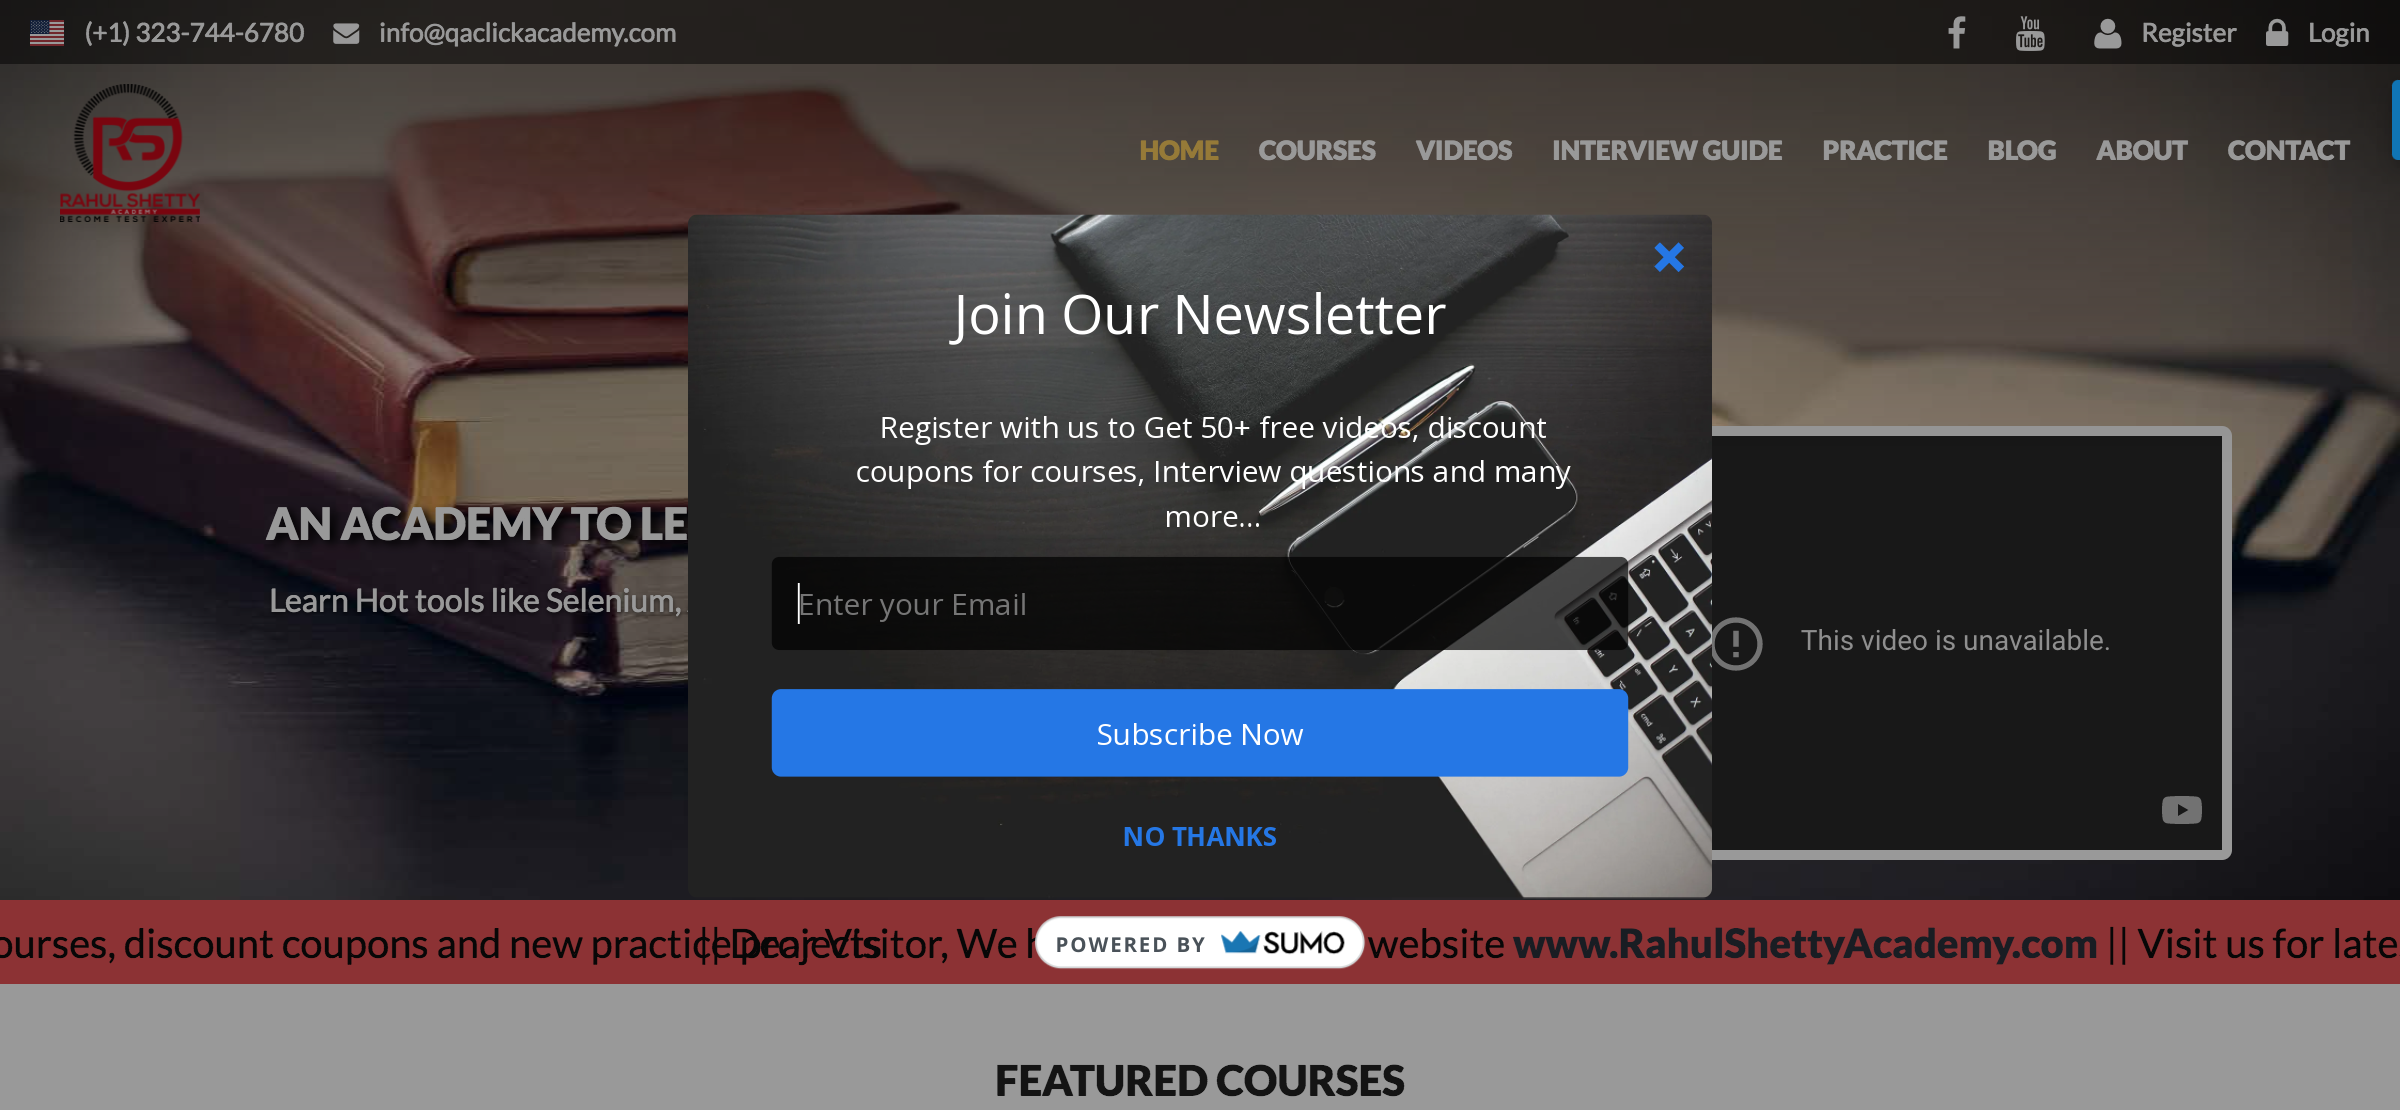 (+1) 323-744-6780 info@qaclickacademy.com Register Login
RAHUL SHETTY
ACADEMY
BECOME TEST EXPERT
HOME COURSES VIDEOS INTERVIEW GUIDE PRACTICE BLOG ABOUT CONTACT
Join Our Newsletter
Register with us to Get 50+ free videos, discount
coupons for courses, Interview questions and many
more...
Enter your Email
Subscribe Now
NO THANKS
AN ACADEMY TO LE
Learn Hot tools like Selenium,
This video is unavailable.
ourses, discount coupons and new practice projects || Dear Visitor, We h
POWERED BY SUMO
website www.RahulShettyAcademy.com || Visit us for late
FEATURED COURSES